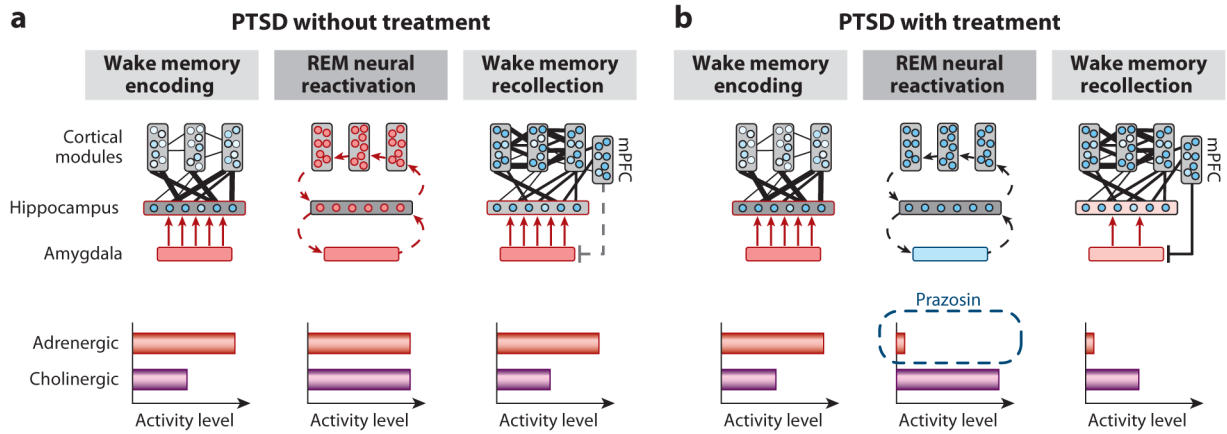 a
PTSD without treatment
Wake memory
encoding
REM neural
reactivation
Wake memory
recollection
Cortical
modules
mPFC
Hippocampus
Amygdala
Adrenergic
Cholinergic
Activity level
Activity level
Activity level
b
PTSD with treatment
Wake memory
encoding
REM neural
reactivation
Wake memory
recollection
mPFC
Prazosin
Activity level
Activity level
Activity level